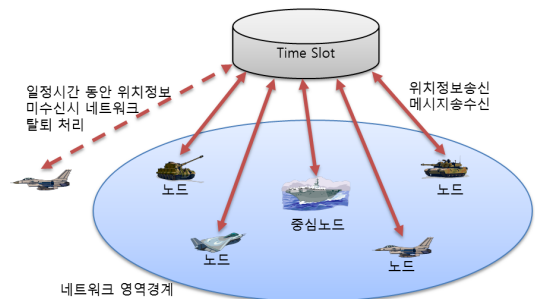 Time Slot
일정시간 동안 위치정보
미수신시 네트워크
탈퇴 처리
위치정보송신
메시지송수신
노드
노드
중심노드
노드
노드
네트워크 영역경계